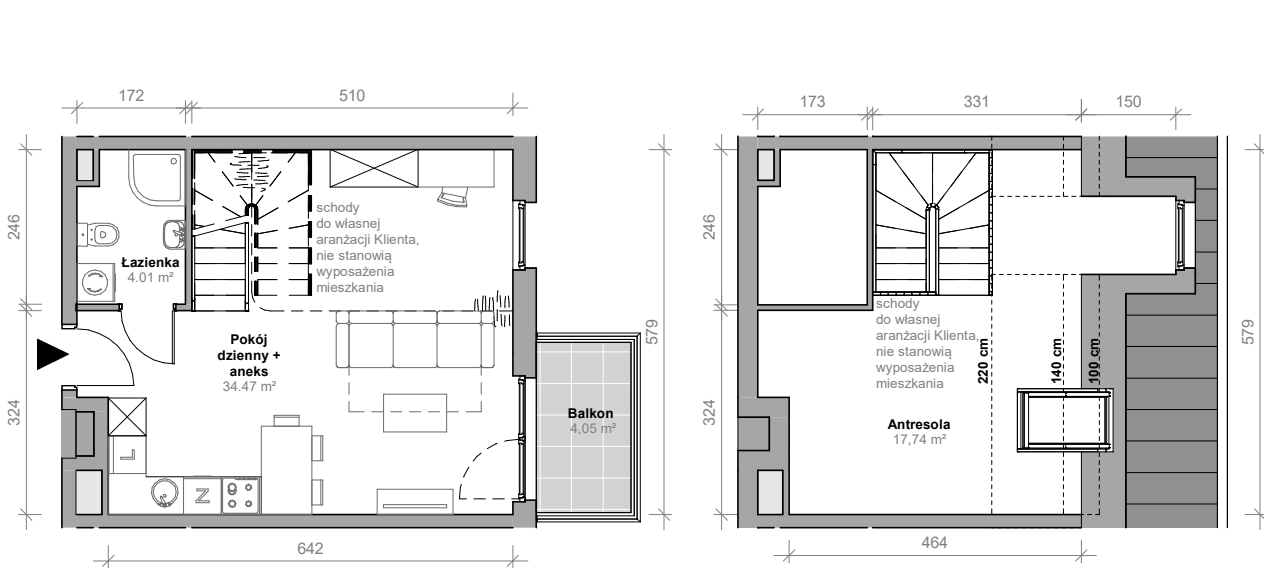 172
510
246
324
Łazienka
4.01 m²
schody
do własnej
aranżacji Klienta,
nie stanowią
wyposażenia
mieszkania
Pokój
dzienny +
aneks
34.47 m²
L
N
Balkon
4,05 m²
579
642
173
331
150
246
324
schody
do własnej
aranżacji Klienta,
nie stanowią
wyposażenia
mieszkania
220 cm
140 cm
100 cm
Antresola
17,74 m²
579
464